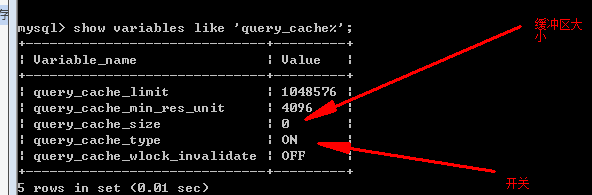 存
mysql> show variables like 'query_cache%';
+------------------------------+---------+
| Variable_name | Value |
+------------------------------+---------+
| query_cache_limit | 1048576 |
| query_cache_min_res_unit | 4096 |
| query_cache_size | 0 |
| query_cache_type | ON |
| query_cache_wlock_invalidate | OFF |
+------------------------------+---------+
5 rows in set (0.01 sec)
缓冲区大
小
开关